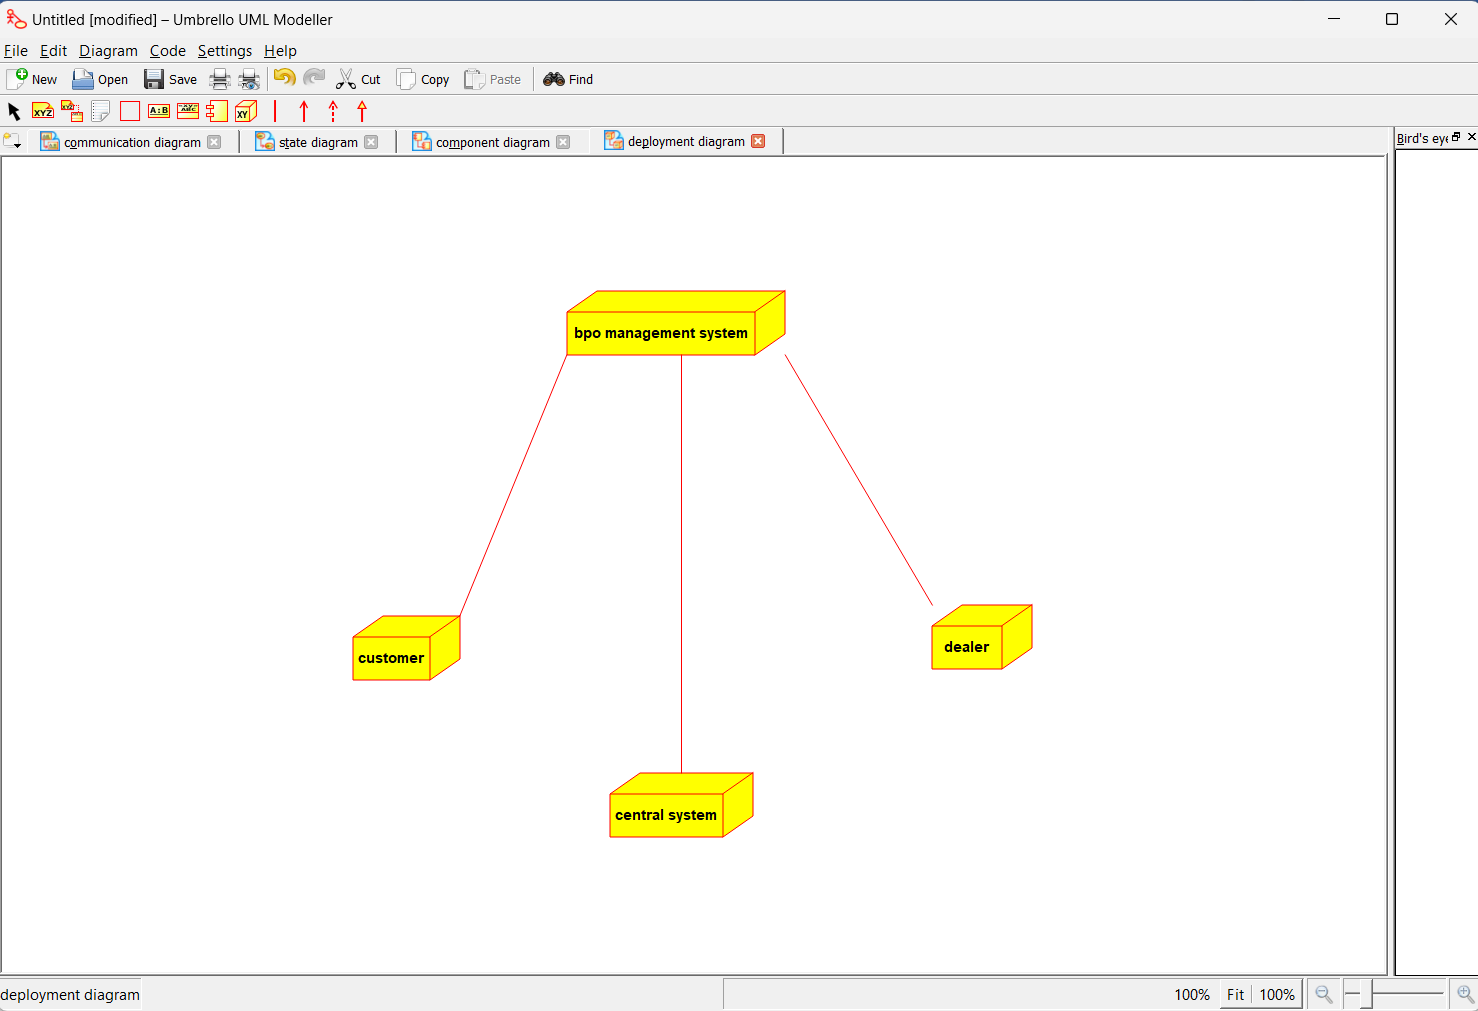 Untitled [modified] – Umbrello UML Modeller
File Edit Diagram Code Settings Help
New Open Save Cut Copy Paste Find
XYZ XYZ A:B ABC XY
communication diagram state diagram component diagram deployment diagram Bird's eye
bpo management system
customer
dealer
central system
deployment diagram 100% Fit 100%